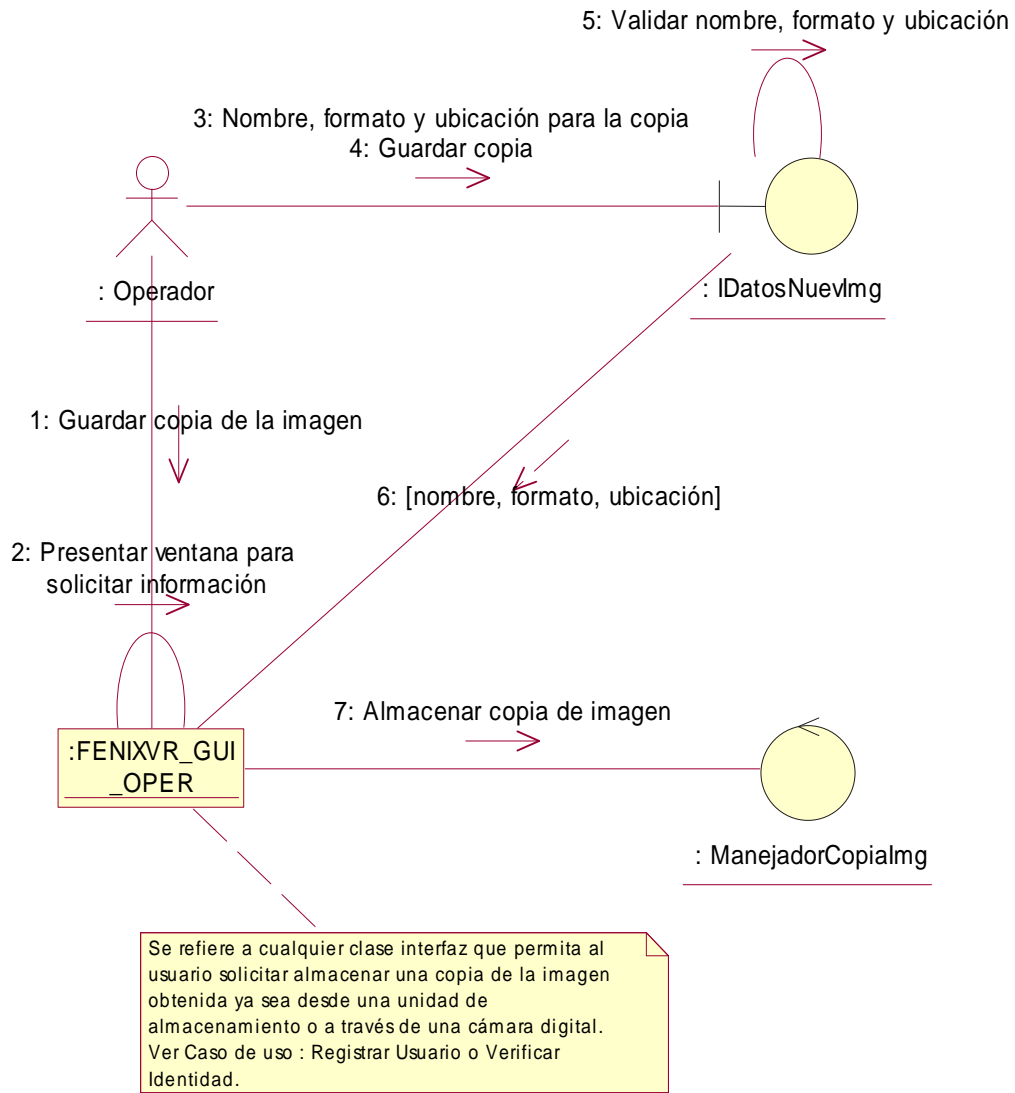 5: Validar nombre, formato y ubicación
3: Nombre, formato y ubicación para la copia
4: Guardar copia
: Operador
: IDatosNuevImg
1: Guardar copia de la imagen
6: [nombre, formato, ubicación]
2: Presentar ventana para
solicitar información
7: Almacenar copia de imagen
:FENIXVR_GUI
_OPER
: ManejadorCopiaImg
Se refiere a cualquier clase interfaz que permita al
usuario solicitar almacenar una copia de la imagen
obtenida ya sea desde una unidad de
almacenamiento o a través de una cámara digital.
Ver Caso de uso : Registrar Usuario o Verificar
Identidad.